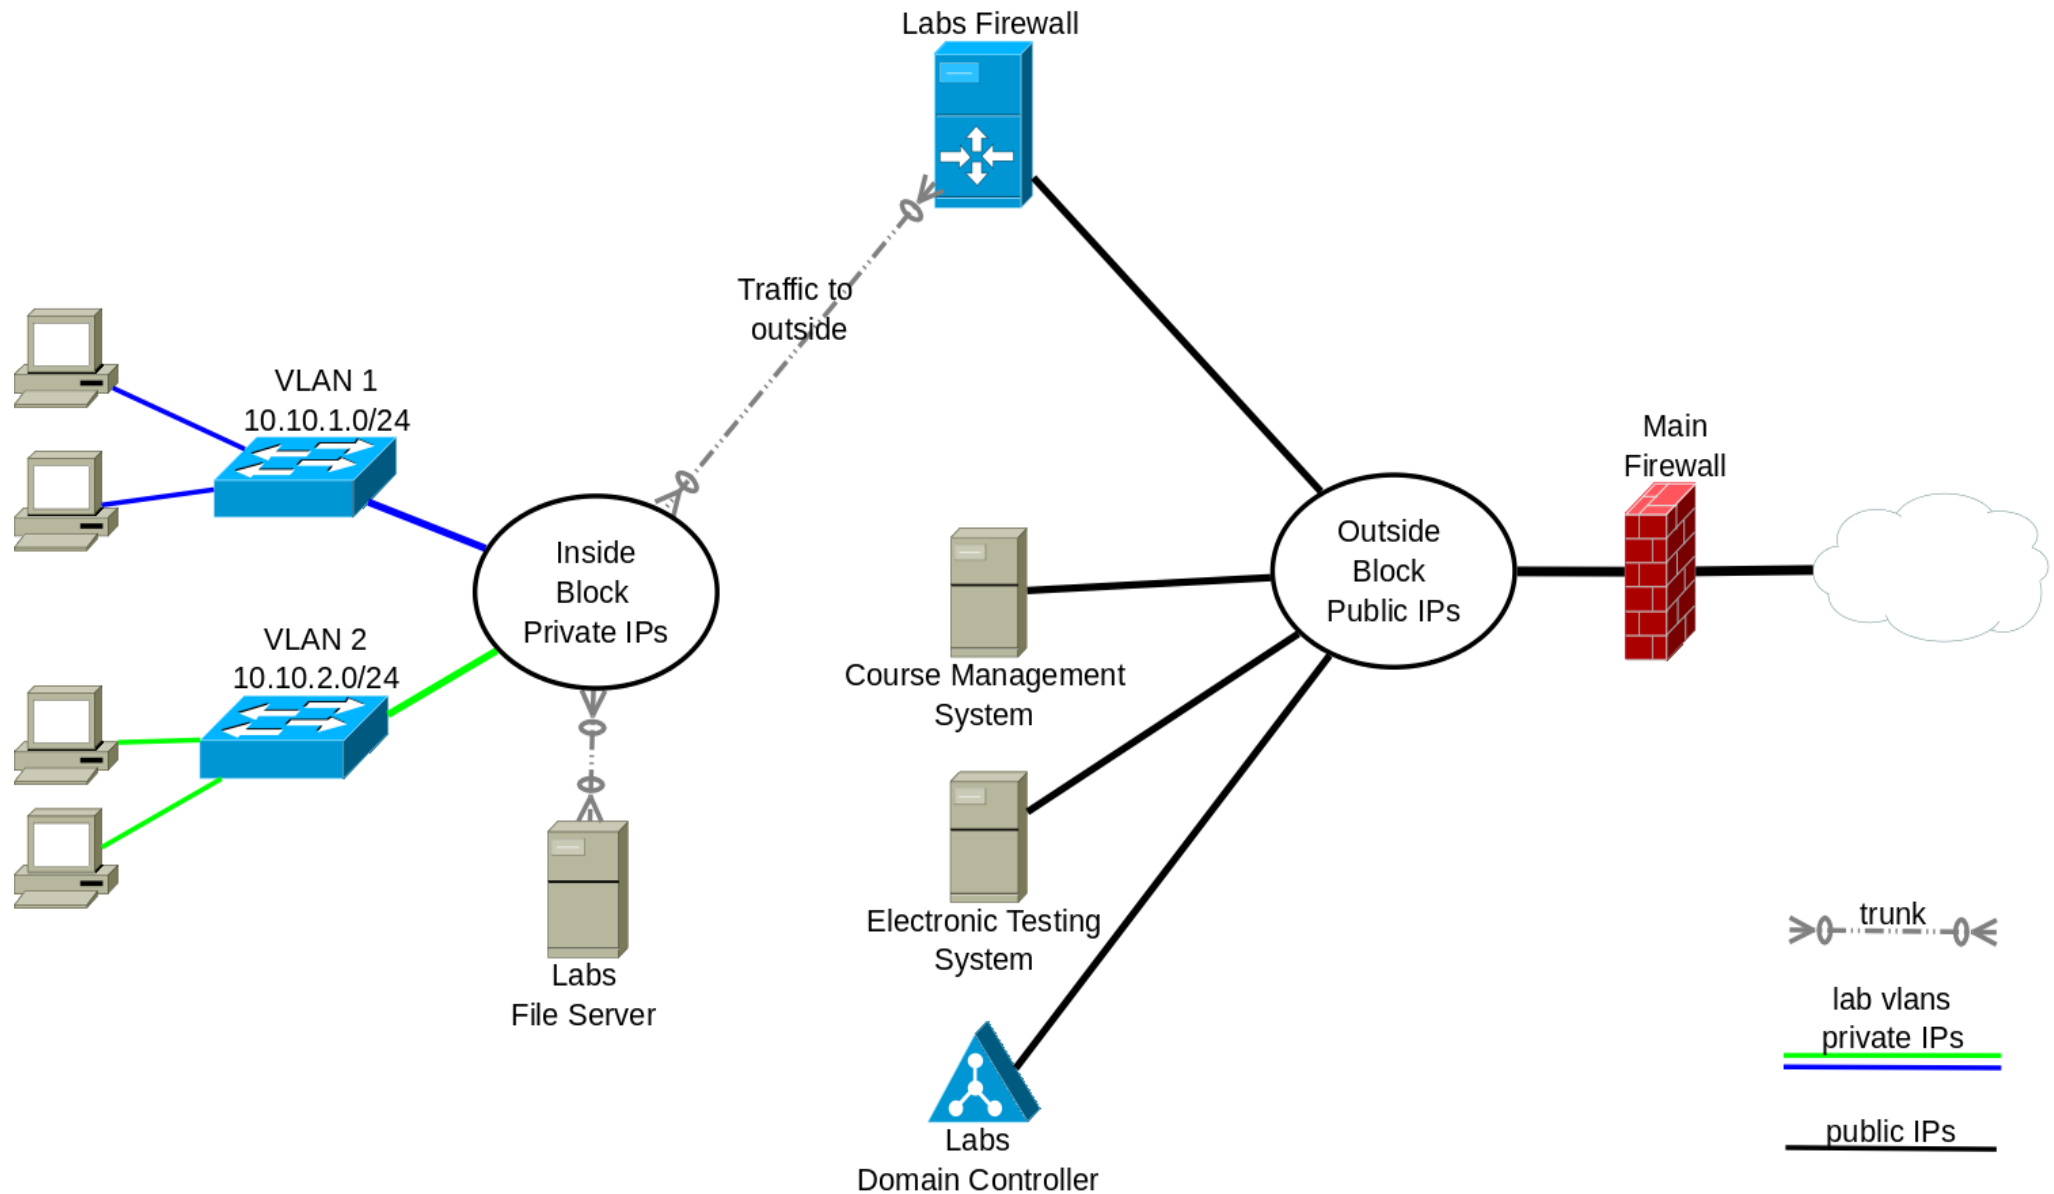 Labs Firewall
Traffic to
outside
VLAN 1
10.10.1.0/24
Main
Firewall
Inside
Block
Private IPs
Outside
Block
Public IPs
VLAN 2
10.10.2.0/24
Course Management
System
Electronic Testing
System
Labs
File Server
Labs
Domain Controller
trunk
lab vlans
private IPs
public IPs